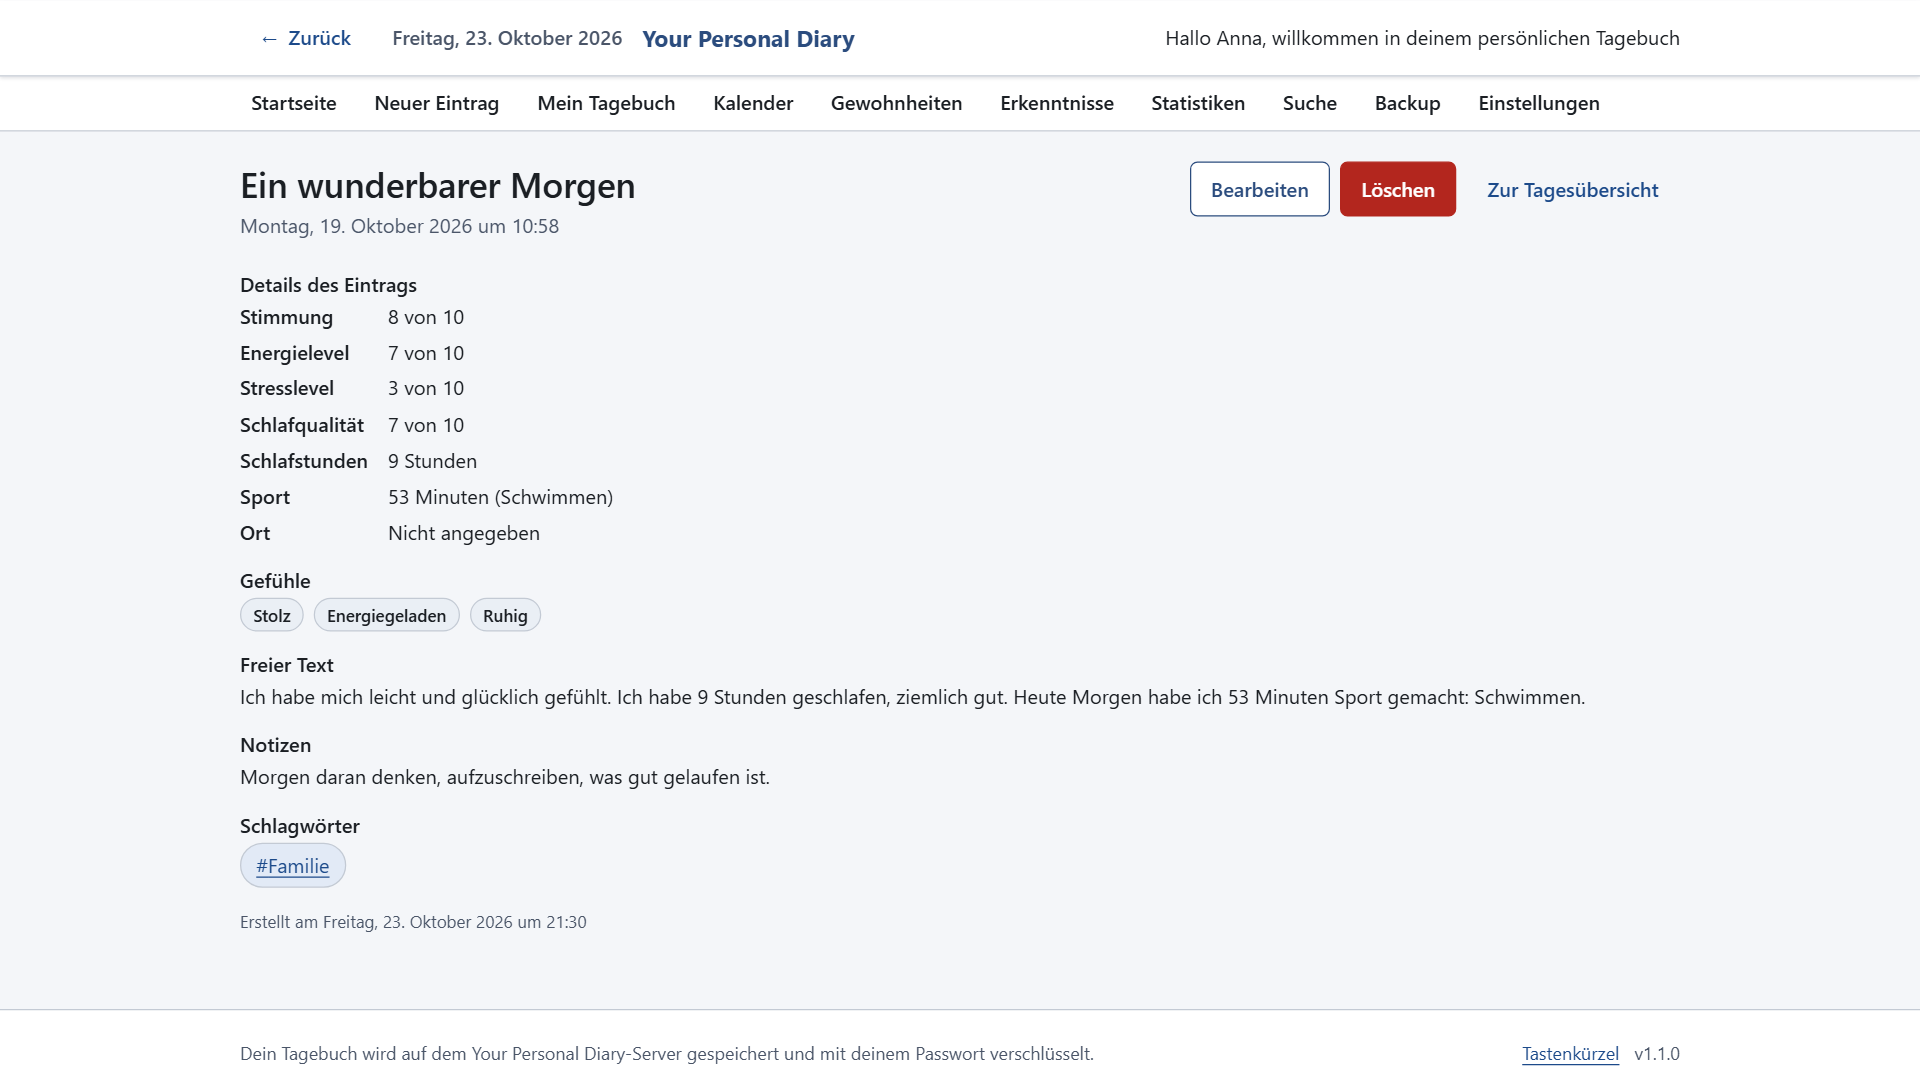 ← Zurück Freitag, 23. Oktober 2026 Your Personal Diary Hallo Anna, willkommen in deinem persönlichen Tagebuch
Startseite Neuer Eintrag Mein Tagebuch Kalender Gewohnheiten Erkenntnisse Statistiken Suche Backup Einstellungen
Ein wunderbarer Morgen
Bearbeiten Löschen Zur Tagesübersicht
Montag, 19. Oktober 2026 um 10:58
Details des Eintrags
Stimmung 8 von 10
Energielevel 7 von 10
Stresslevel 3 von 10
Schlafqualität 7 von 10
Schlafstunden 9 Stunden
Sport 53 Minuten (Schwimmen)
Ort Nicht angegeben
Gefühle
Stolz Energiegeladen Ruhig
Freier Text
Ich habe mich leicht und glücklich gefühlt. Ich habe 9 Stunden geschlafen, ziemlich gut. Heute Morgen habe ich 53 Minuten Sport gemacht: Schwimmen.
Notizen
Morgen daran denken, aufzuschreiben, was gut gelaufen ist.
Schlagwörter
#Familie
Erstellt am Freitag, 23. Oktober 2026 um 21:30
Dein Tagebuch wird auf dem Your Personal Diary-Server gespeichert und mit deinem Passwort verschlüsselt. Tastenkürzel v1.1.0